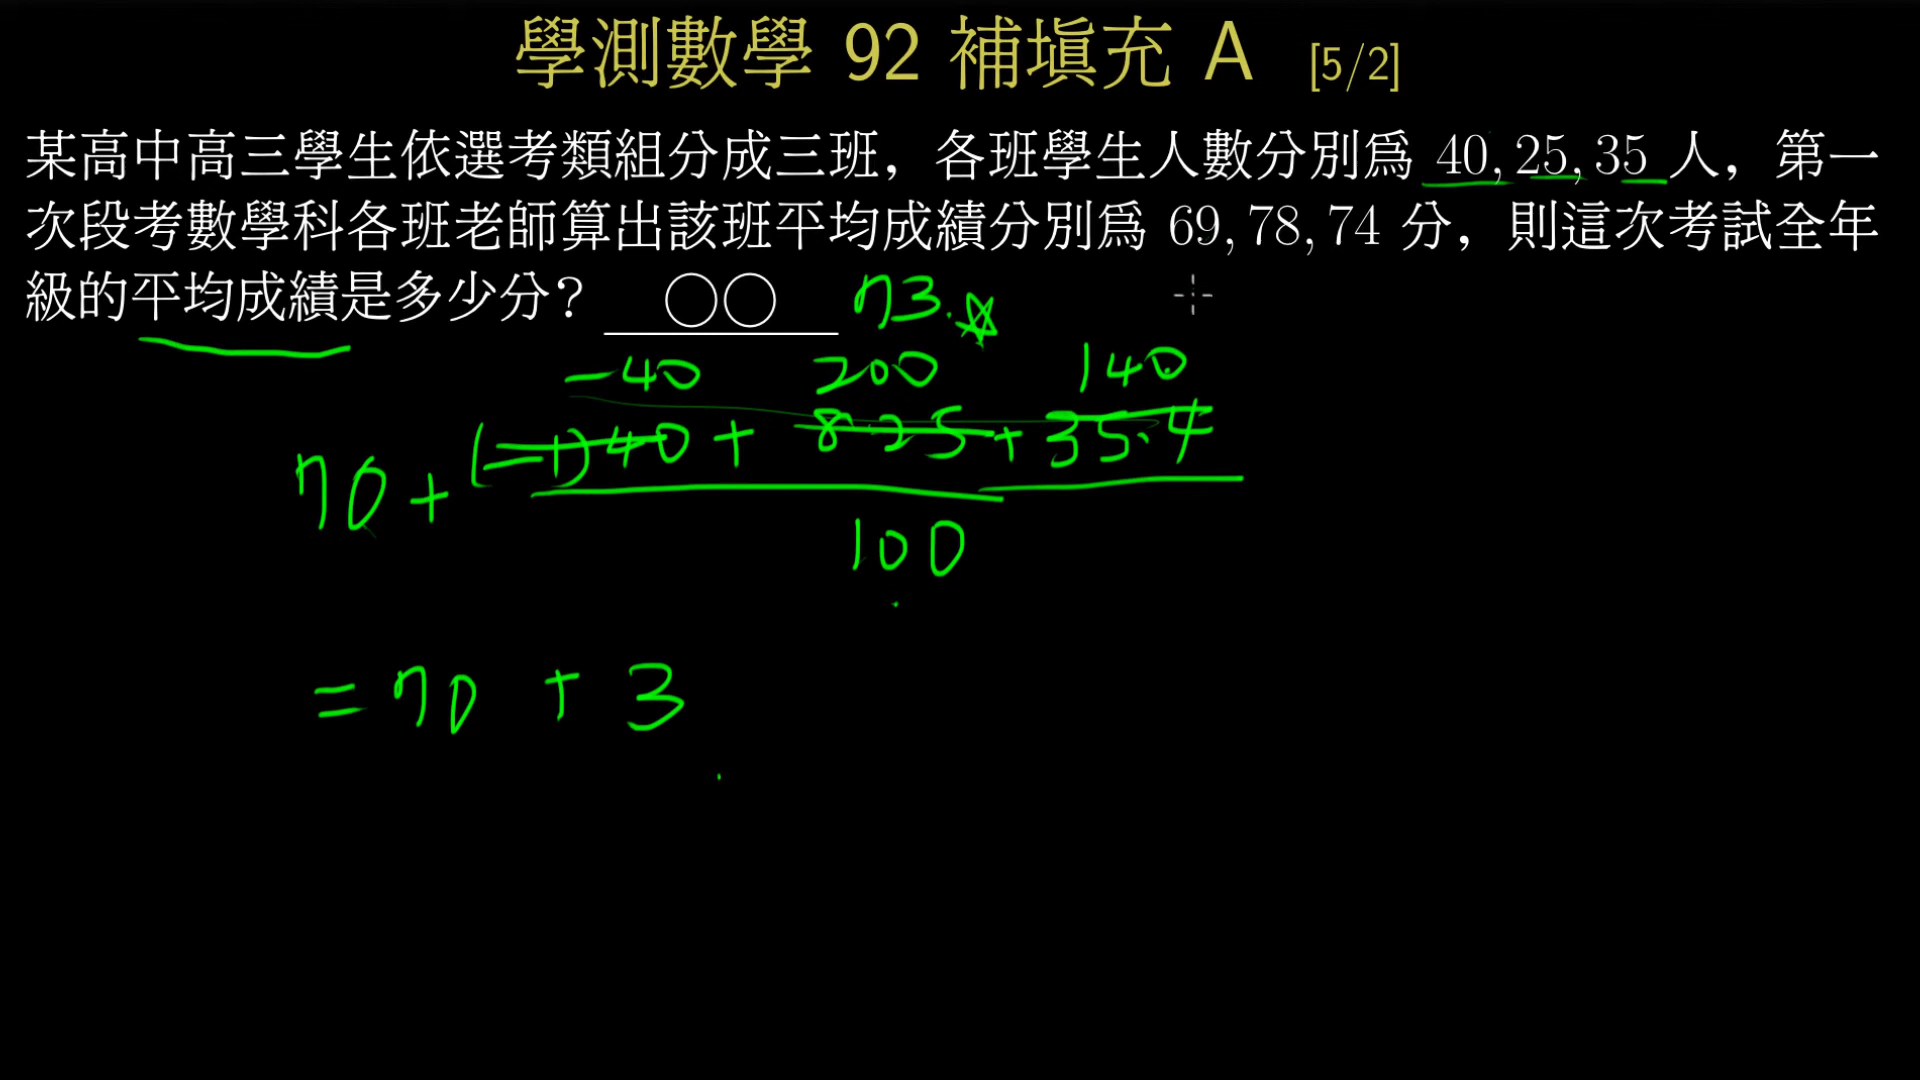 學測數學 92 補塡充 A [5/2]
某高中高三學生依選考類組分成三班，各班學生人數分別爲 40, 25, 35 人，第一
次段考數學科各班老師算出該班平均成績分別爲 69, 78, 74 分，則這次考試全年
級的平均成績是多少分？ ○○ 73.
-40 200 140
70 + (-1)40 + 8·25 + 35·4
100
= 70 + 3